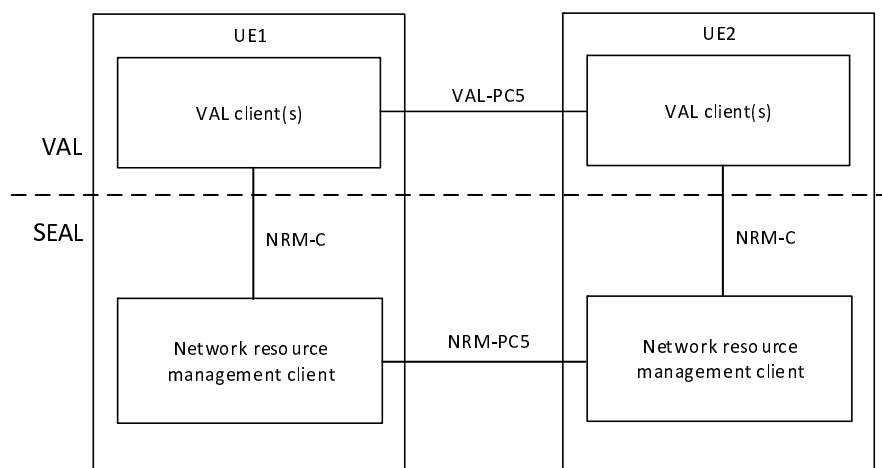 UE1
UE2
VAL client(s)
VAL-PC5
VAL client(s)
VAL
SEAL
NRM-C
NRM-C
Network resource
management client
NRM-PC5
Network resource
management client